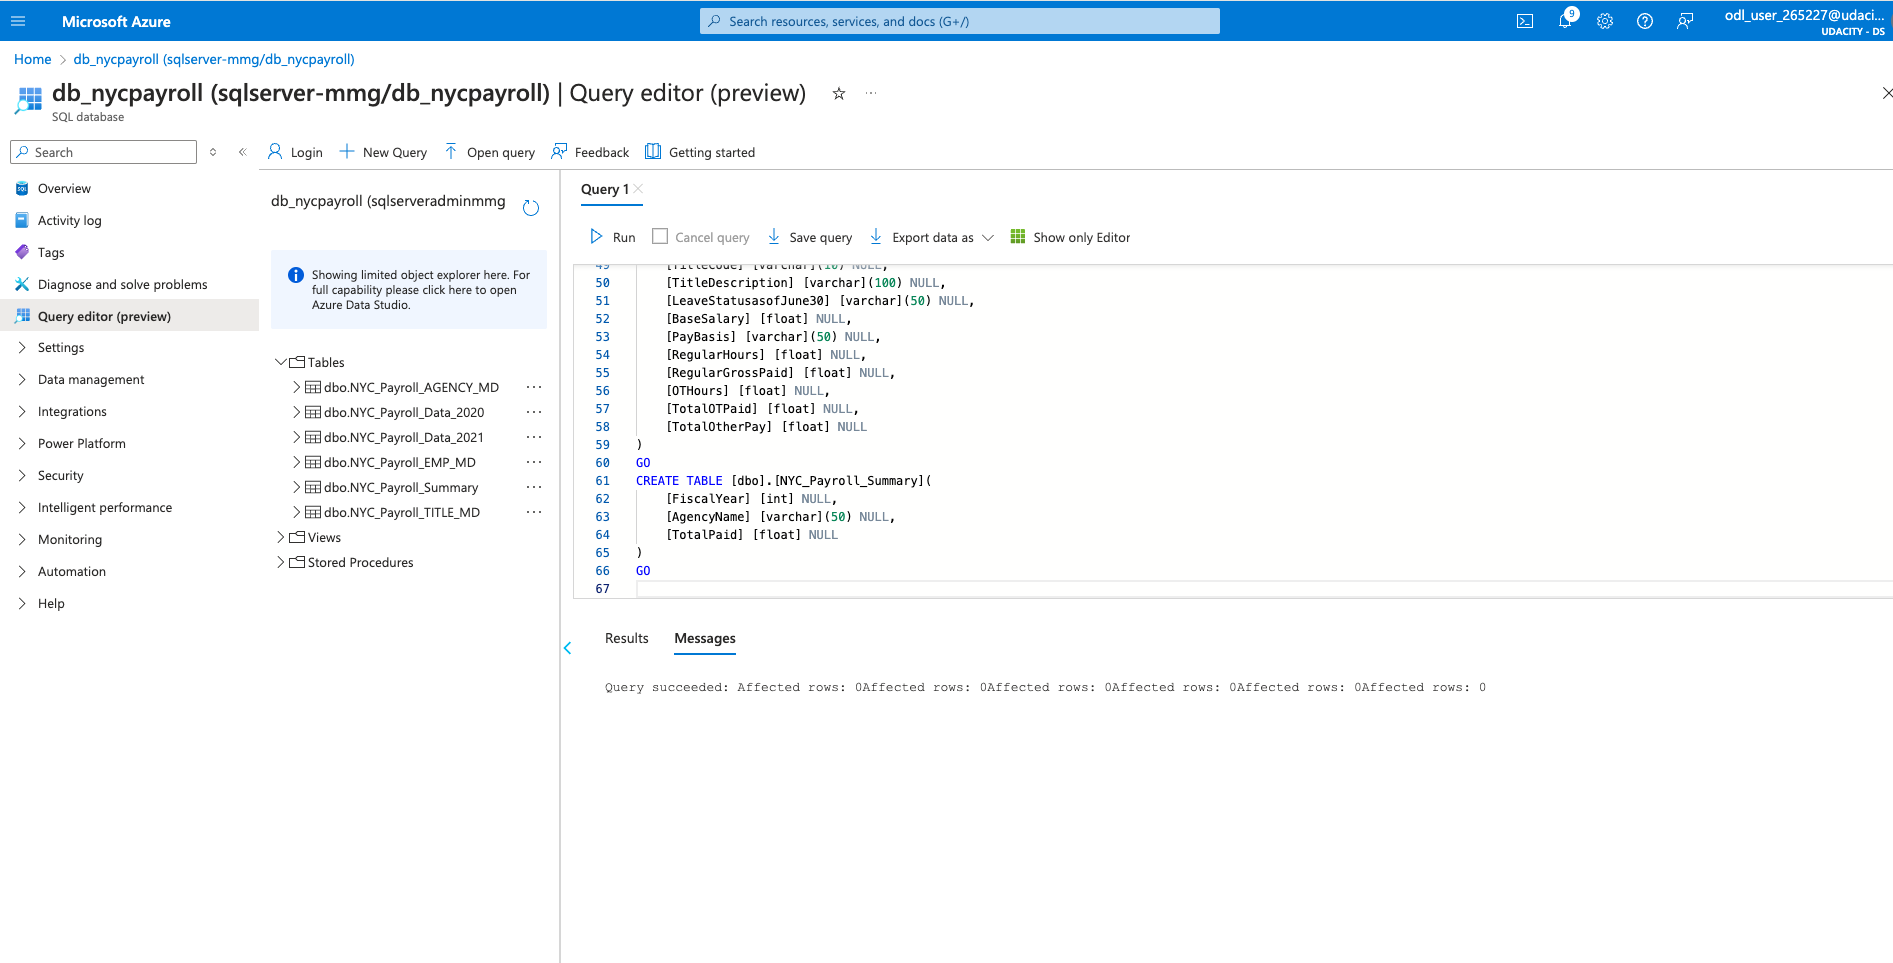 Microsoft Azure
Search resources, services, and docs (G+/)
9
odl_user_265227@udaci...
UDACITY - DS
Home > db_nycpayroll (sqlserver-mmg/db_nycpayroll)
db_nycpayroll (sqlserver-mmg/db_nycpayroll) | Query editor (preview)
SQL database
Search
Login
New Query
Open query
Feedback
Getting started
Overview
Activity log
Tags
Diagnose and solve problems
Query editor (preview)
Settings
Data management
Integrations
Power Platform
Security
Intelligent performance
Monitoring
Automation
Help
db_nycpayroll (sqlserveradminmmg
Showing limited object explorer here. For
full capability please click here to open
Azure Data Studio.
Tables
dbo.NYC_Payroll_AGENCY_MD
dbo.NYC_Payroll_Data_2020
dbo.NYC_Payroll_Data_2021
dbo.NYC_Payroll_EMP_MD
dbo.NYC_Payroll_Summary
dbo.NYC_Payroll_TITLE_MD
Views
Stored Procedures
Query 1
Run
Cancel query
Save query
Export data as
Show only Editor
49 [TitleCode] [varchar](10) NULL,
50 [TitleDescription] [varchar](100) NULL,
51 [LeaveStatusasofJune30] [varchar](50) NULL,
52 [BaseSalary] [float] NULL,
53 [PayBasis] [varchar](50) NULL,
54 [RegularHours] [float] NULL,
55 [RegularGrossPaid] [float] NULL,
56 [OTHours] [float] NULL,
57 [TotalOTPaid] [float] NULL,
58 [TotalOtherPay] [float] NULL
59 )
60 GO
61 CREATE TABLE [dbo].[NYC_Payroll_Summary](
62 [FiscalYear] [int] NULL,
63 [AgencyName] [varchar](50) NULL,
64 [TotalPaid] [float] NULL
65 )
66 GO
67
Results
Messages
Query succeeded: Affected rows: 0Affected rows: 0Affected rows: 0Affected rows: 0Affected rows: 0Affected rows: 0